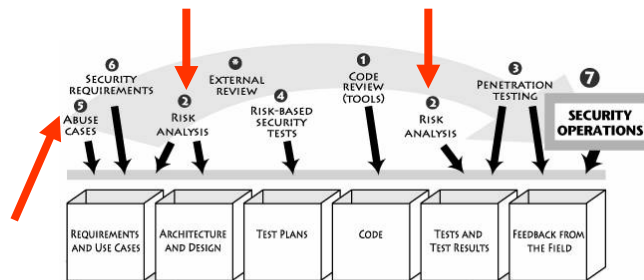 6
SECURITY
REQUIREMENTS
5
ABUSE
CASES
2
RISK
ANALYSIS
*
EXTERNAL
REVIEW
4
RISK-BASED
SECURITY
TESTS
1
CODE
REVIEW
(TOOLS)
2
RISK
ANALYSIS
3
PENETRATION
TESTING
7
SECURITY
OPERATIONS
REQUIREMENTS
AND USE CASES
ARCHITECTURE
AND DESIGN
TEST PLANS
CODE
TESTS AND
TEST RESULTS
FEEDBACK FROM
THE FIELD